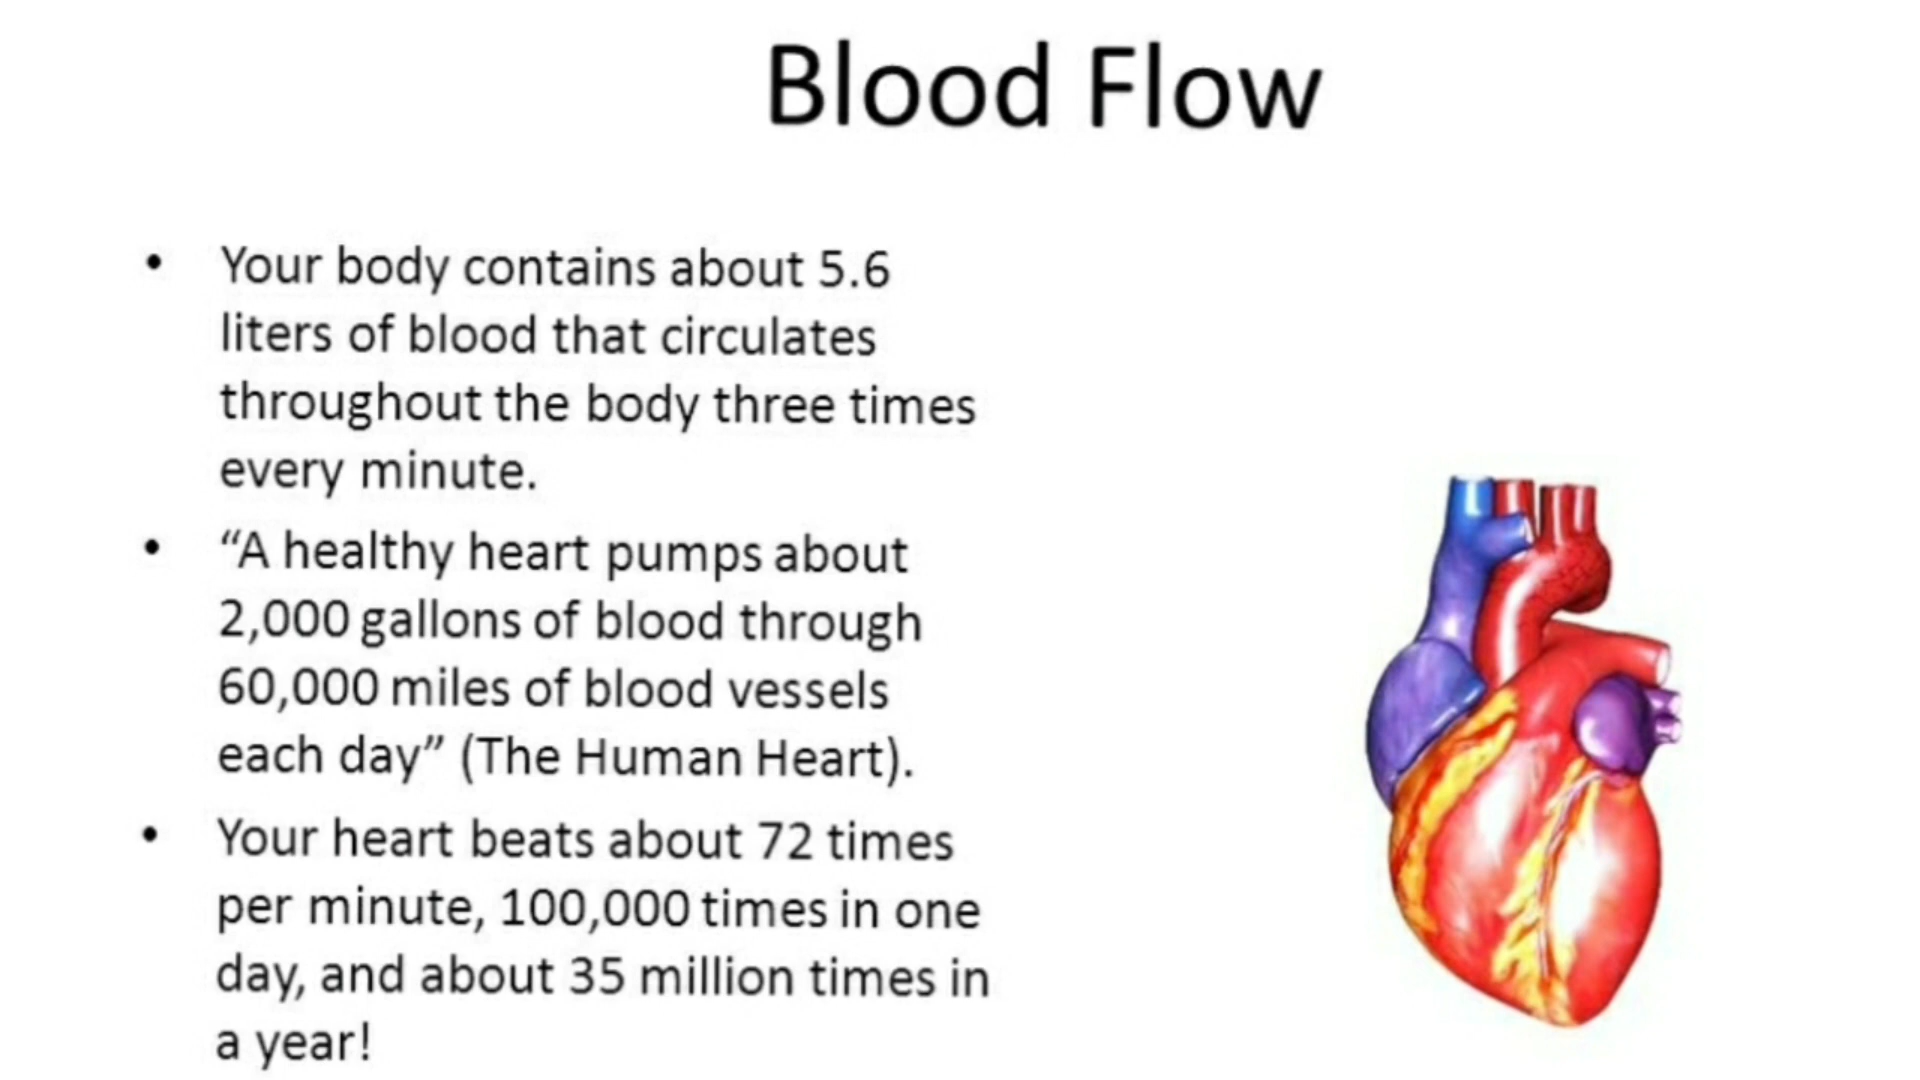 Blood Flow
• Your body contains about 5.6
liters of blood that circulates
throughout the body three times
every minute.
• “A healthy heart pumps about
2,000 gallons of blood through
60,000 miles of blood vessels
each day” (The Human Heart).
• Your heart beats about 72 times
per minute, 100,000 times in one
day, and about 35 million times in
a year!